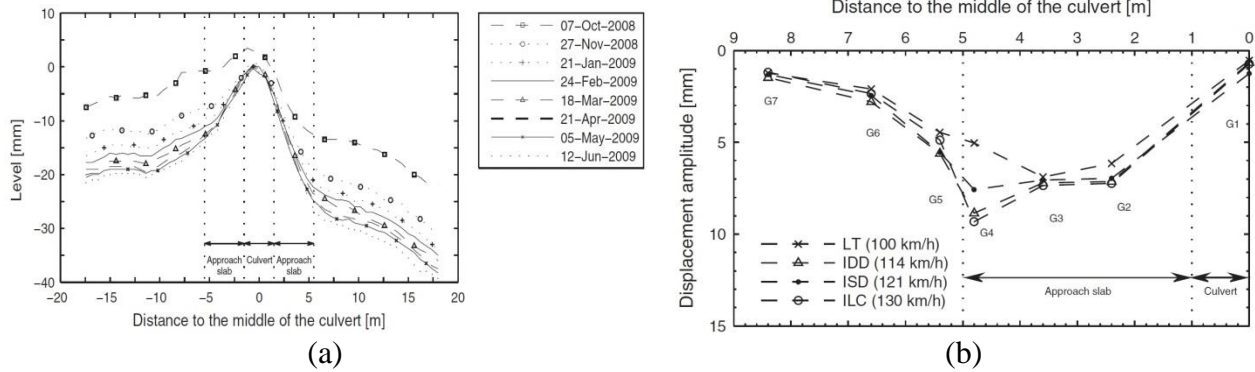 10
0
−10
−20
−30
−40
Level [mm]
−20 −15 −10 −5 0 5 10 15 20
Distance to the middle of the culvert [m]
Approach slab
Culvert
Approach slab
07−Oct−2008
27−Nov−2008
21−Jan−2009
24−Feb−2009
18−Mar−2009
21−Apr−2009
05−May−2009
12−Jun−2009
(a)
Distance to the middle of the culvert [m]
9 8 7 6 5 4 3 2 1 0
0
5
10
15
Displacement amplitude [mm]
G7
G6
G5
G4
G3
G2
G1
LT (100 km/h)
IDD (114 km/h)
ISD (121 km/h)
ILC (130 km/h)
Approach slab
Culvert
(b)